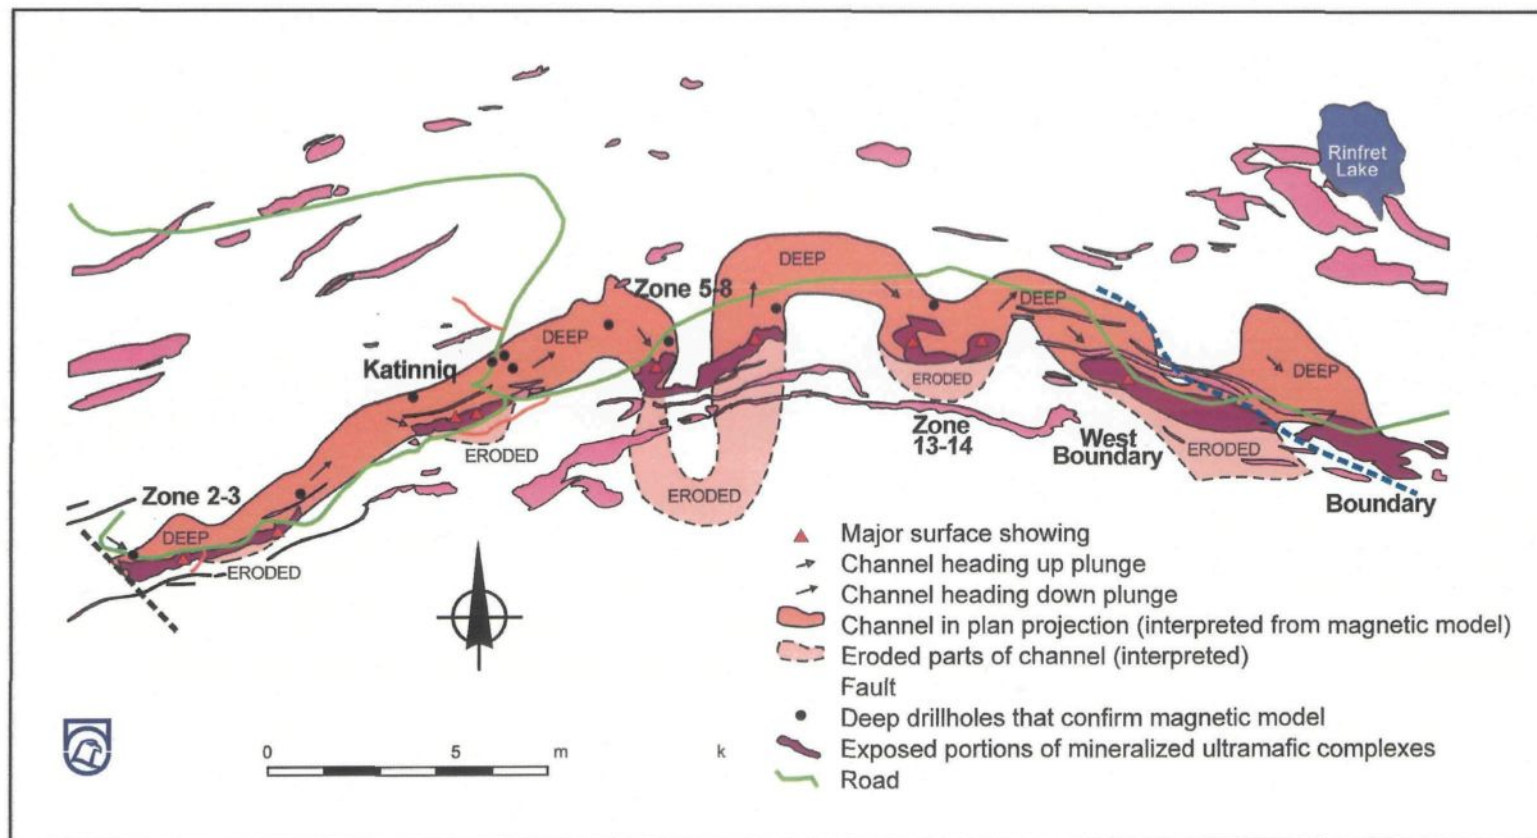 Rinfret
Lake
DEEP
Zone 5-8
DEEP
DEEP
Katinniq
DEEP
ERODED
Zone
13-14
West
Boundary
ERODED
ERODED
Boundary
ERODED
Zone 2-3
DEEP
ERODED
Major surface showing
Channel heading up plunge
Channel heading down plunge
Channel in plan projection (interpreted from magnetic model)
Eroded parts of channel (interpreted)
Fault
Deep drillholes that confirm magnetic model
Exposed portions of mineralized ultramafic complexes
Road
0 5 m k